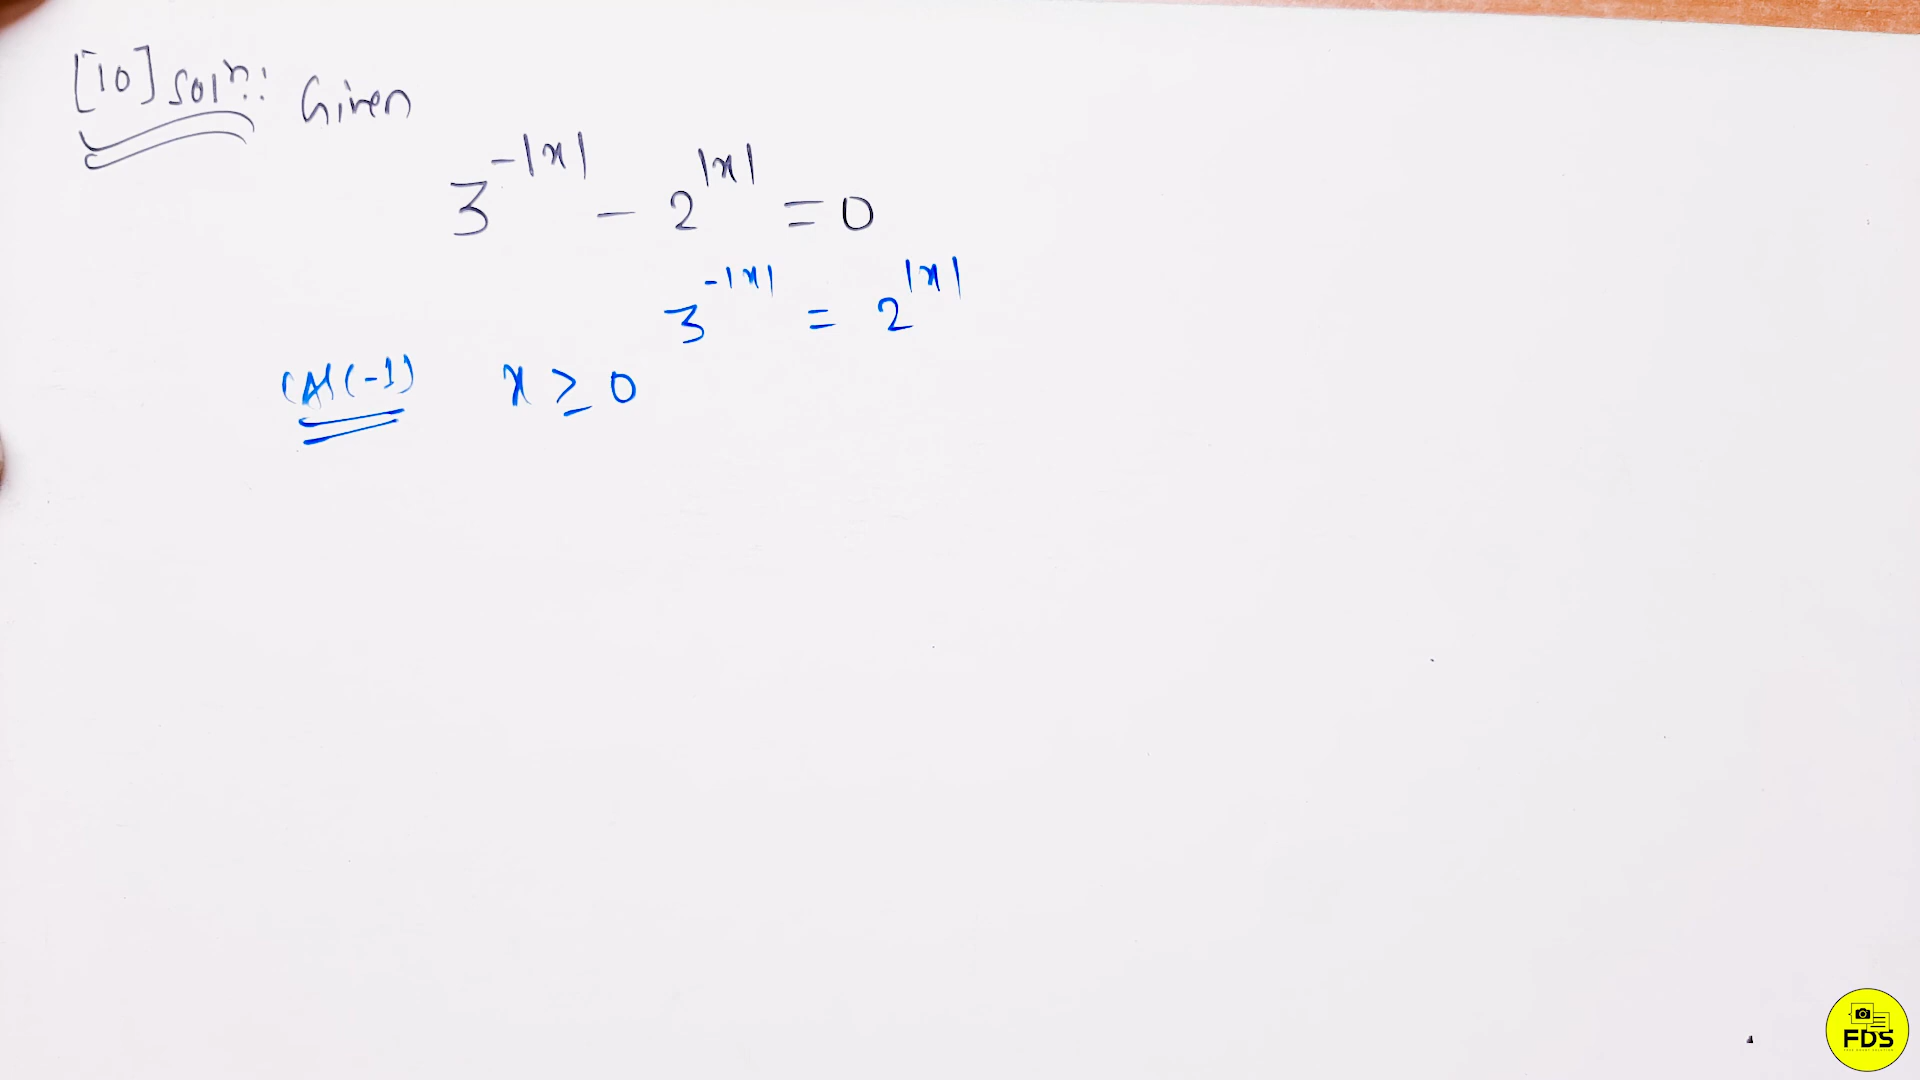 [10] Solⁿ: Given
3^{-|x|} - 2^{|x|} = 0
3^{-|x|} = 2^{|x|}
CASE-1) x ≥ 0
FDS